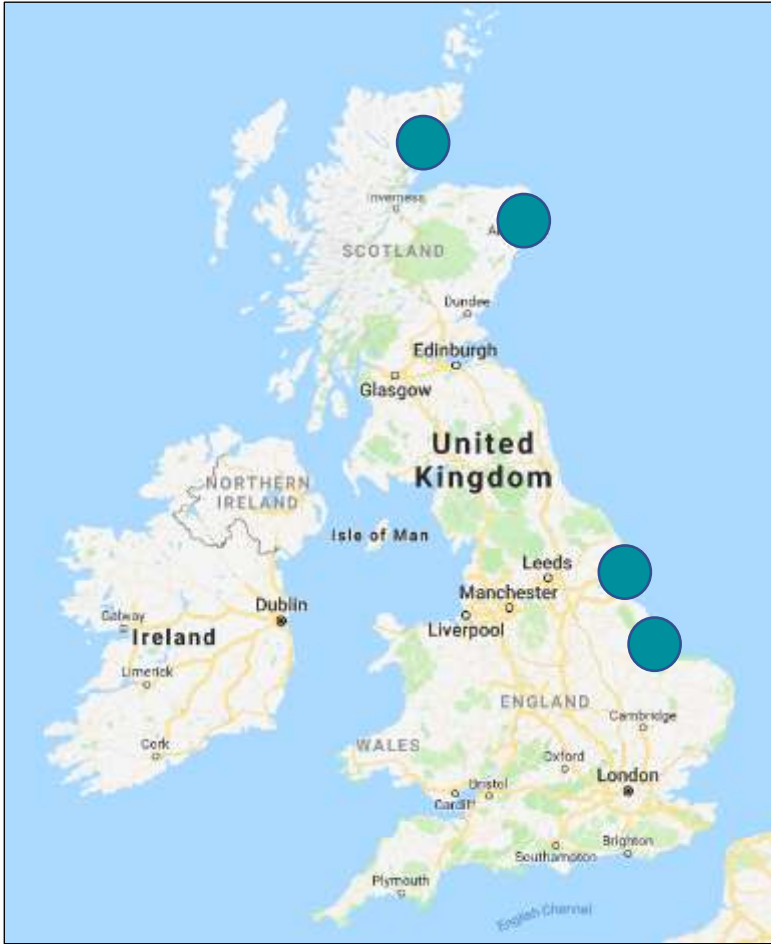 Inverness
SCOTLAND
Dundee
Edinburgh
Glasgow
United
Kingdom
NORTHERN
IRELAND
Isle of Man
Leeds
Manchester
Dublin
Galway
Ireland
Liverpool
Limerick
ENGLAND
Cambridge
Cork
WALES
Oxford
London
Bristol
Cardiff
Brighton
Southampton
Plymouth
English Channel